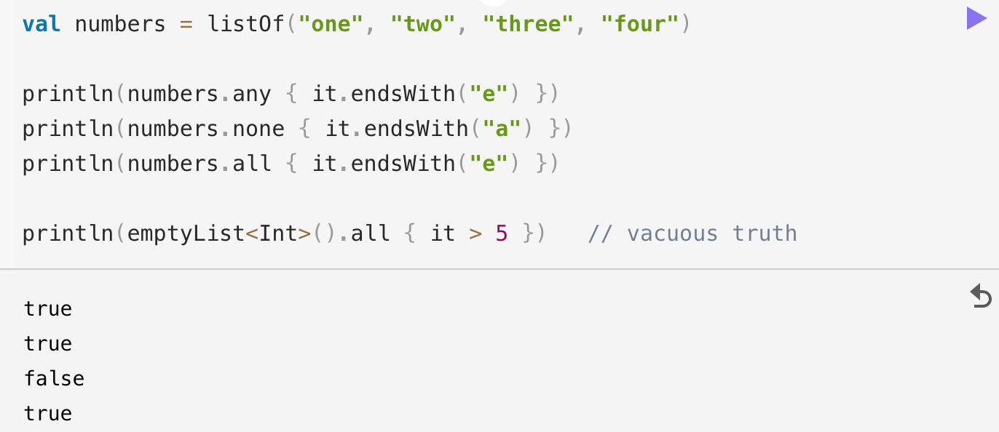 val numbers = listOf("one", "two", "three", "four")
println(numbers.any { it.endsWith("e") })
println(numbers.none { it.endsWith("a") })
println(numbers.all { it.endsWith("e") })
println(emptyList<Int>().all { it > 5 })   // vacuous truth
true
true
false
true